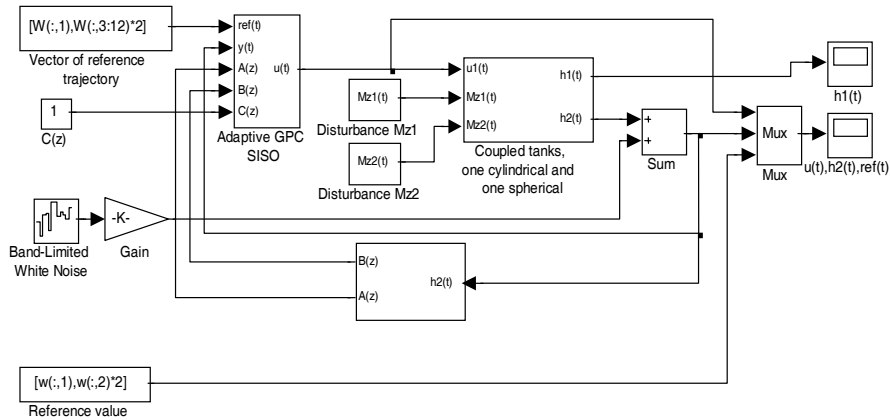 [W(:,1),W(:,3:12)*2]
Vector of reference
trajectory
1
C(z)
ref(t)
y(t)
A(z)
B(z)
C(z)
u(t)
Adaptive GPC
SISO
Mz1(t)
Disturbance Mz1
Mz2(t)
Disturbance Mz2
u1(t)
Mz1(t)
Mz2(t)
h1(t)
h2(t)
Coupled tanks,
one cylindrical and
one spherical
+
+
Sum
Mux
Mux
h1(t)
u(t),h2(t),ref(t)
Band-Limited
White Noise
-K-
Gain
B(z)
A(z)
h2(t)
[w(:,1),w(:,2)*2]
Reference value